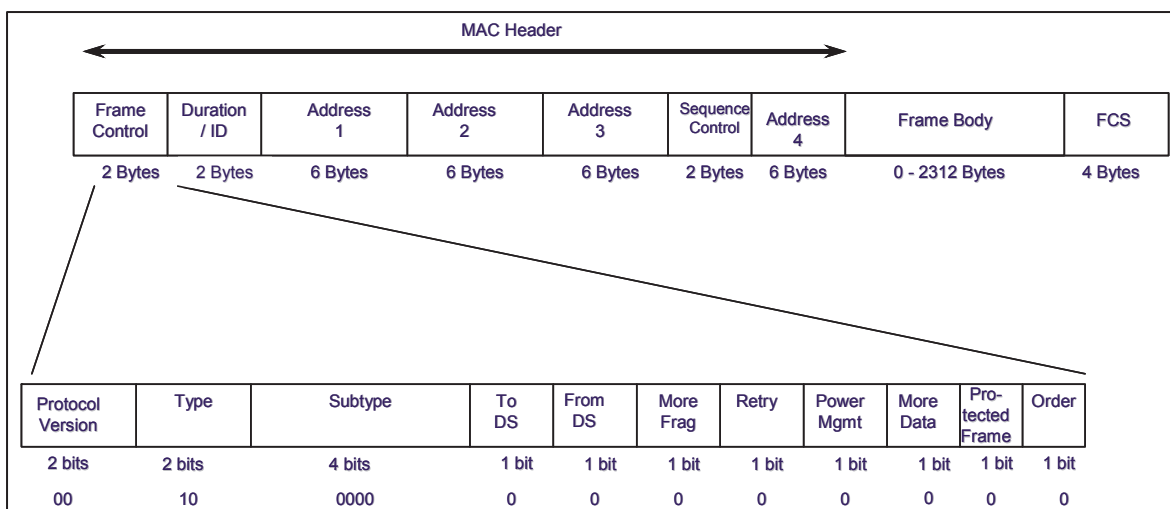 MAC Header
Frame Control
Duration / ID
Address 1
Address 2
Address 3
Sequence Control
Address 4
Frame Body
FCS
2 Bytes
2 Bytes
6 Bytes
6 Bytes
6 Bytes
2 Bytes
6 Bytes
0 - 2312 Bytes
4 Bytes
Protocol Version
Type
Subtype
To DS
From DS
More Frag
Retry
Power Mgmt
More Data
Pro-
tected
Frame
Order
2 bits
2 bits
4 bits
1 bit
1 bit
1 bit
1 bit
1 bit
1 bit
1 bit
1 bit
00
10
0000
0
0
0
0
0
0
0
0